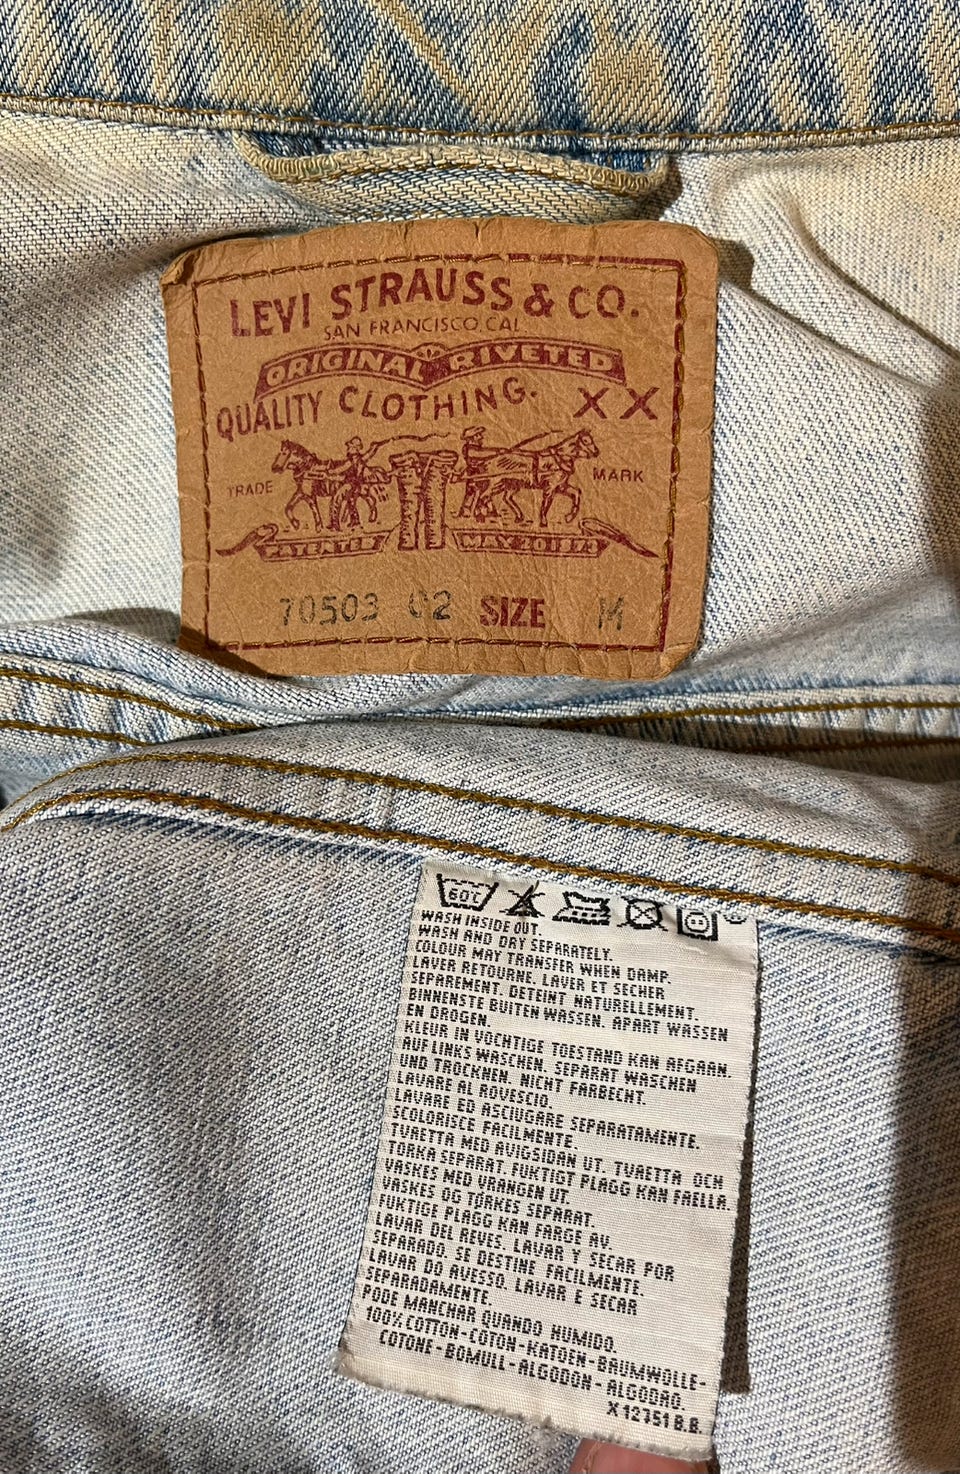 LEVI STRAUSS & CO.
SAN FRANCISCO, CAL
ORIGINAL RIVETED
QUALITY CLOTHING. XX
TRADE MARK
PATENTED MAY 20 1873
70503 02 SIZE M
60°C
WASH INSIDE OUT.
WASH AND DRY SEPARATELY.
COLOUR MAY TRANSFER WHEN DAMP.
LAVER RETOURNE. LAVER ET SECHER
SEPAREMENT. DETEINT NATURELLEMENT.
BINNENSTE BUITEN WASSEN. APART WASSEN
EN DROGEN.
KLEUR IN VOCHTIGE TOESTAND KAN AFGAAN.
AUF LINKS WASCHEN. SEPARAT WASCHEN
UND TROCKNEN. NICHT FARBECHT.
LAVARE AL ROVESCIO.
LAVARE ED ASCIUGARE SEPARATAMENTE.
SCOLORISCE FACILMENTE.
TVAETTA MED AVIGSIDAN UT. TVAETTA OCH
TORKA SEPARAT. FUKTIGT PLAGG KAN FAELLA.
VASKES MED VRANGEN UT.
VASKES OG TØRKES SEPARAT.
FUKTIGE PLAGG KAN FARGE AV.
LAVAR DEL REVES. LAVAR Y SECAR POR
SEPARADO. SE DESTINE FACILMENTE.
LAVAR DO AVESSO. LAVAR E SECAR
SEPARADAMENTE.
PODE MANCHAR QUANDO HUMIDO.
100% COTTON-COTON-KATOEN-BAUMWOLLE-
COTONE-BOMULL-ALGODON-ALGODAO.
X 12751 B.B.